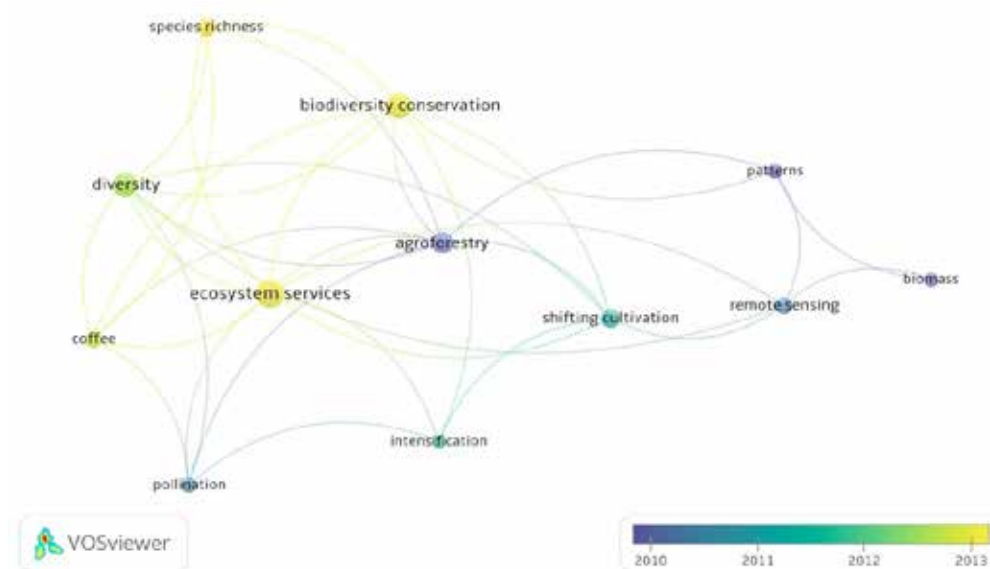 species richness
biodiversity conservation
patterns
diversity
agroforestry
biomass
ecosystem services
remote sensing
shifting cultivation
coffee
intensification
pollination
VOSviewer
2010 2011 2012 2013